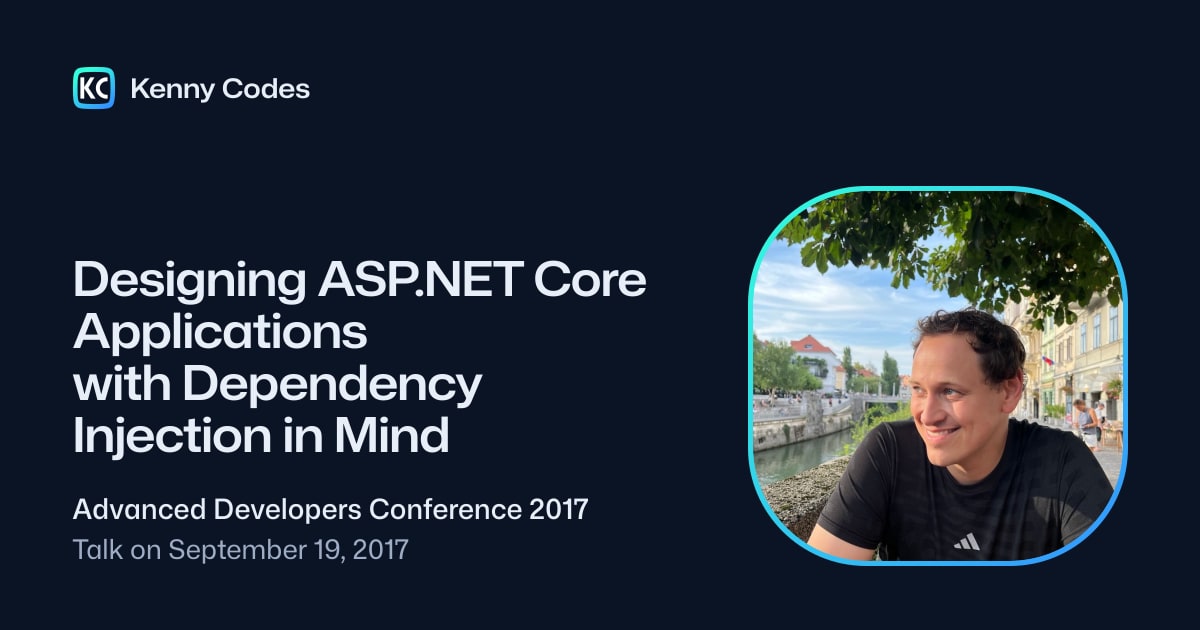 KC Kenny Codes
Designing ASP.NET Core
Applications
with Dependency
Injection in Mind
Advanced Developers Conference 2017
Talk on September 19, 2017